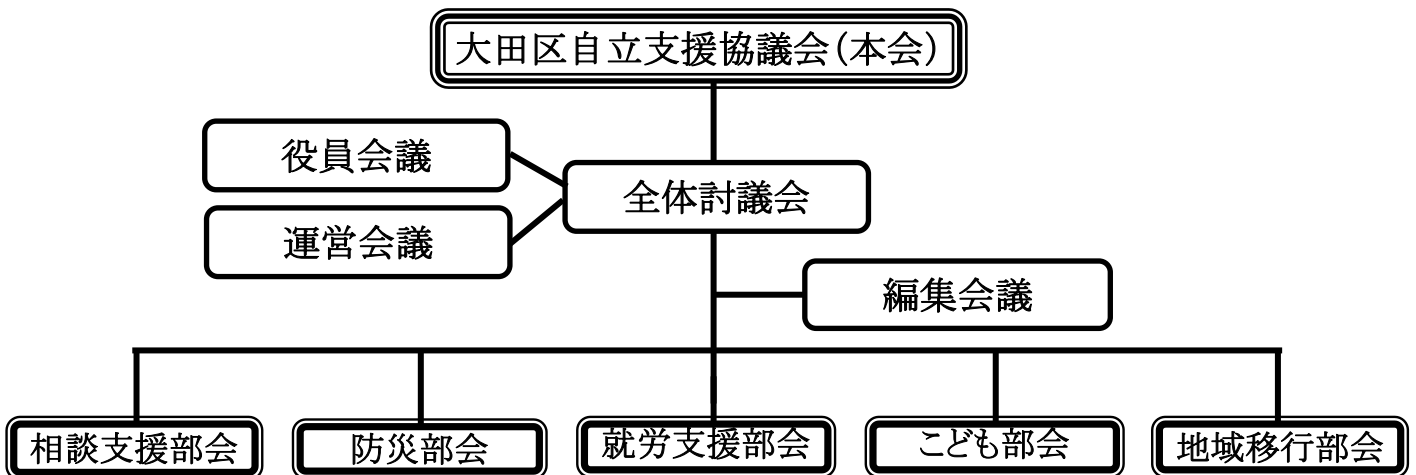 大田区自立支援協議会(本会)
役員会議
全体討議会
運営会議
編集会議
相談支援部会
防災部会
就労支援部会
こども部会
地域移行部会